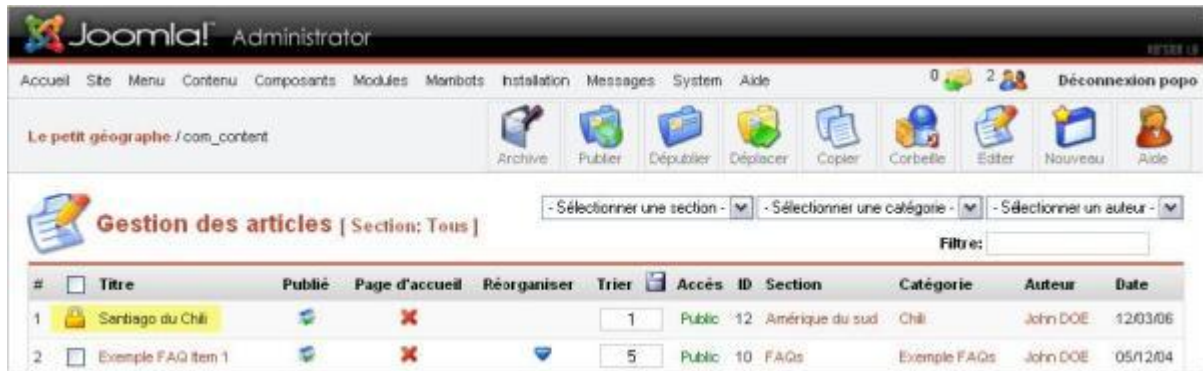 Joomla! Administrator
Accueil Site Menu Contenu Composants Modules Mambots Installation Messages System Aide 0 2 Déconnexion popo
Le petit géographe / com_content
Archive Publier Dépublier Déplacer Copier Corbeille Editer Nouveau Aide
- Sélectionner une section - - Sélectionner une catégorie - - Sélectionner un auteur -
Gestion des articles [ Section: Tous ]
Filtre:
# Titre Publié Page d'accueil Réorganiser Trier Accès ID Section Catégorie Auteur Date
1 Santiago du Chili 1 Public 12 Amérique du sud Chili John DOE 12/03/06
2 Exemple FAQ Item 1 5 Public 10 FAQs Exemple FAQs John DOE 05/12/04